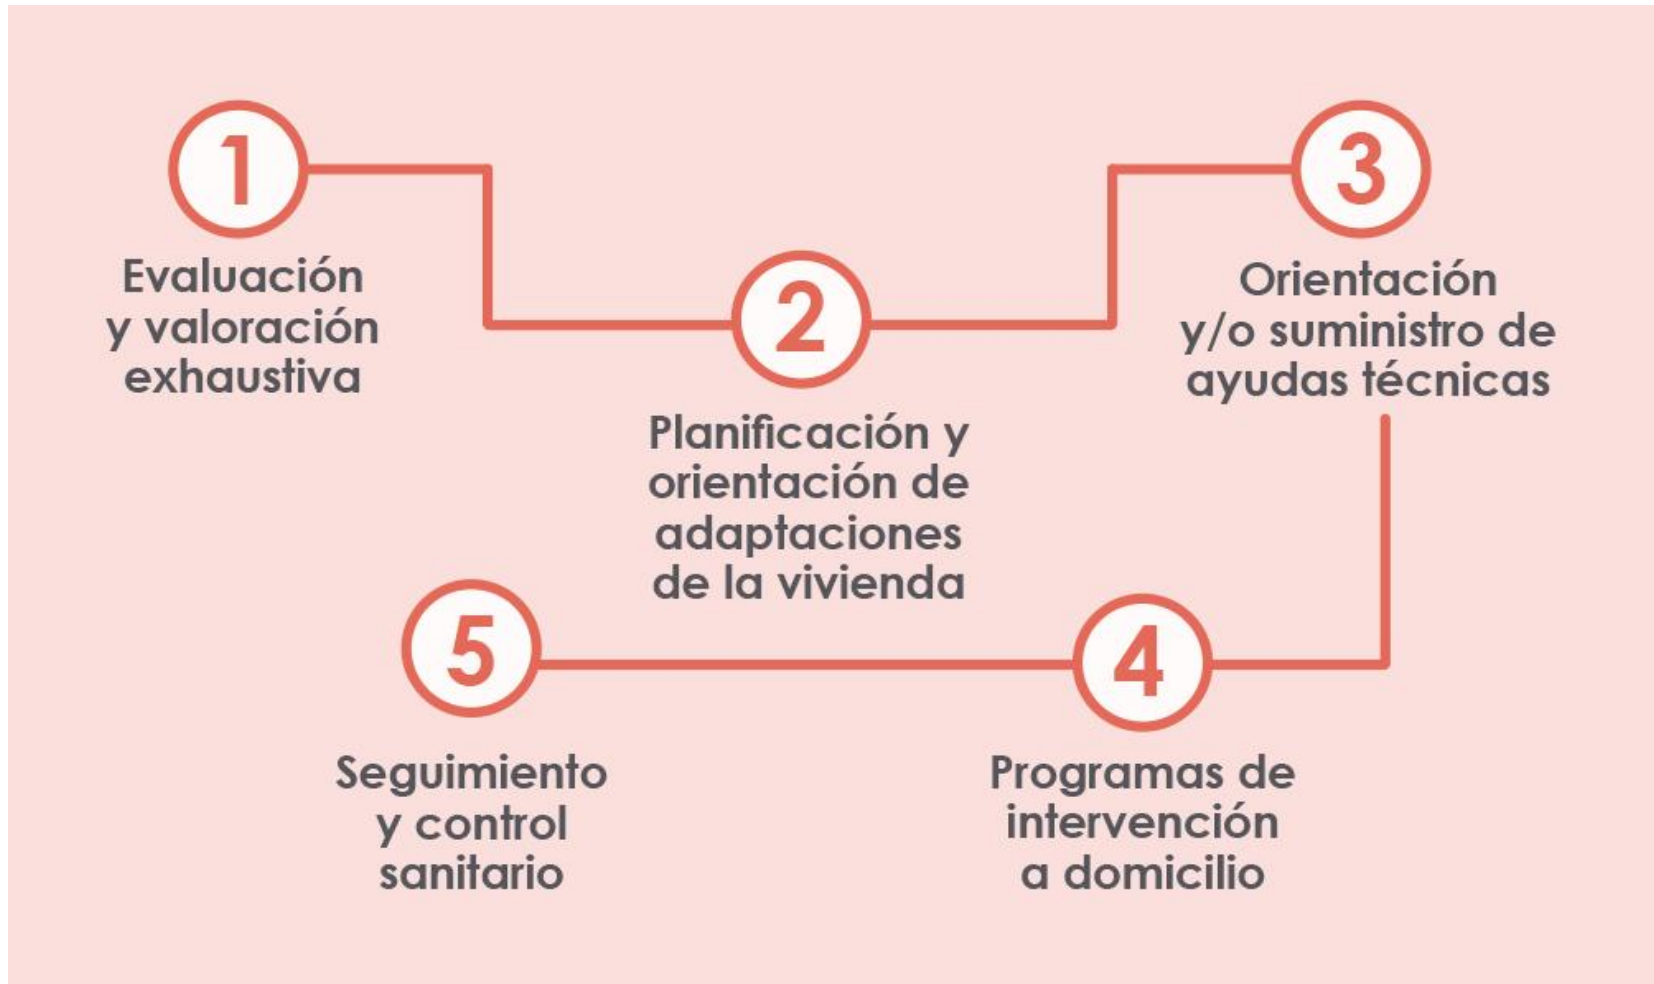 1
Evaluación
y valoración
exhaustiva
2
Planificación y
orientación de
adaptaciones
de la vivienda
3
Orientación
y/o suministro de
ayudas técnicas
4
Programas de
intervención
a domicilio
5
Seguimiento
y control
sanitario